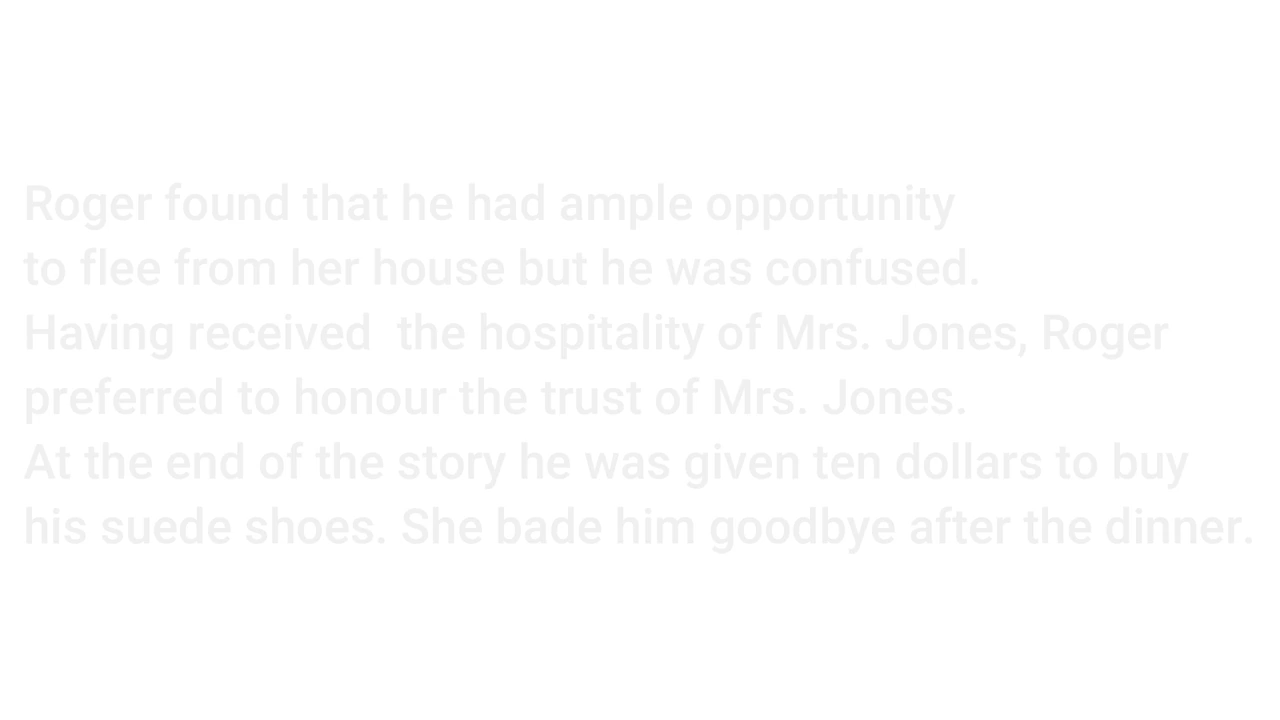 Roger found that he had ample opportunity
to flee from her house but he was confused.
Having received  the hospitality of Mrs. Jones, Roger
preferred to honour the trust of Mrs. Jones.
At the end of the story he was given ten dollars to buy
his suede shoes. She bade him goodbye after the dinner.